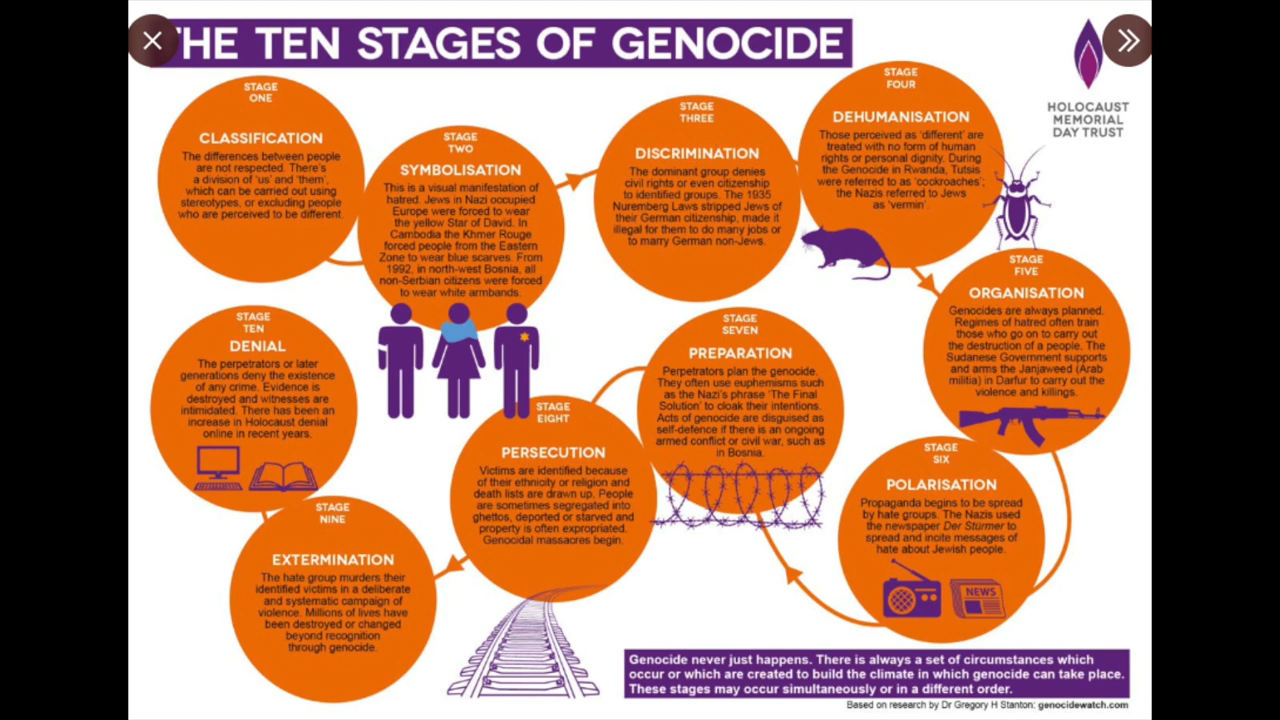 THE TEN STAGES OF GENOCIDE
HOLOCAUST
MEMORIAL
DAY TRUST
STAGE
ONE
CLASSIFICATION
The differences between people
are not respected. There's
a division of 'us' and 'them',
which can be carried out using
stereotypes, or excluding people
who are perceived to be different.
STAGE
TWO
SYMBOLISATION
This is a visual manifestation of
hatred. Jews in Nazi occupied
Europe were forced to wear
the yellow Star of David. In
Cambodia the Khmer Rouge
forced people from the Eastern
Zone to wear blue scarves. From
1992, in north-west Bosnia, all
non-Serbian citizens were forced
to wear white armbands.
STAGE
THREE
DISCRIMINATION
The dominant group denies
civil rights or even citizenship
to identified groups. The 1935
Nuremberg Laws stripped Jews of
their German citizenship, made it
illegal for them to do many jobs or
to marry German non-Jews.
STAGE
FOUR
DEHUMANISATION
Those perceived as 'different' are
treated with no form of human
rights or personal dignity. During
the Genocide in Rwanda, Tutsis
were referred to as 'cockroaches';
the Nazis referred to Jews
as 'vermin'.
STAGE
FIVE
ORGANISATION
Genocides are always planned.
Regimes of hatred often train
those who go on to carry out
the destruction of a people. The
Sudanese Government supports
and arms the Janjaweed (Arab
militia) in Darfur to carry out the
violence and killings.
STAGE
SIX
POLARISATION
Propaganda begins to be spread
by hate groups. The Nazis used
the newspaper Der Stürmer to
spread and incite messages of
hate about Jewish people.
NEWS
STAGE
SEVEN
PREPARATION
Perpetrators plan the genocide.
They often use euphemisms such
as the Nazi's phrase 'The Final
Solution' to cloak their intentions.
Acts of genocide are disguised as
self-defence if there is an ongoing
armed conflict or civil war, such as
in Bosnia.
STAGE
EIGHT
PERSECUTION
Victims are identified because
of their ethnicity or religion and
death lists are drawn up. People
are sometimes segregated into
ghettos, deported or starved and
property is often expropriated.
Genocidal massacres begin.
STAGE
NINE
EXTERMINATION
The hate group murders their
identified victims in a deliberate
and systematic campaign of
violence. Millions of lives have
been destroyed or changed
beyond recognition
through genocide.
STAGE
TEN
DENIAL
The perpetrators or later
generations deny the existence
of any crime. Evidence is
destroyed and witnesses are
intimidated. There has been an
increase in Holocaust denial
online in recent years.
Genocide never just happens. There is always a set of circumstances which
occur or which are created to build the climate in which genocide can take place.
These stages may occur simultaneously or in a different order.
Based on research by Dr Gregory H Stanton: genocidewatch.com